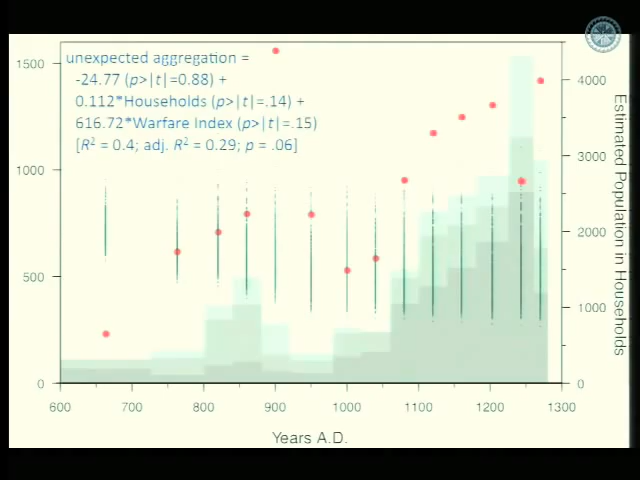 unexpected aggregation =
-24.77 (p>|t|=0.88) +
0.112*Households (p>|t|=.14) +
616.72*Warfare Index (p>|t|=.15)
[R² = 0.4; adj. R² = 0.29; p = .06]
1500
1000
500
0
4000
3000
2000
1000
0
Estimated Population in Households
600 700 800 900 1000 1100 1200 1300
Years A.D.